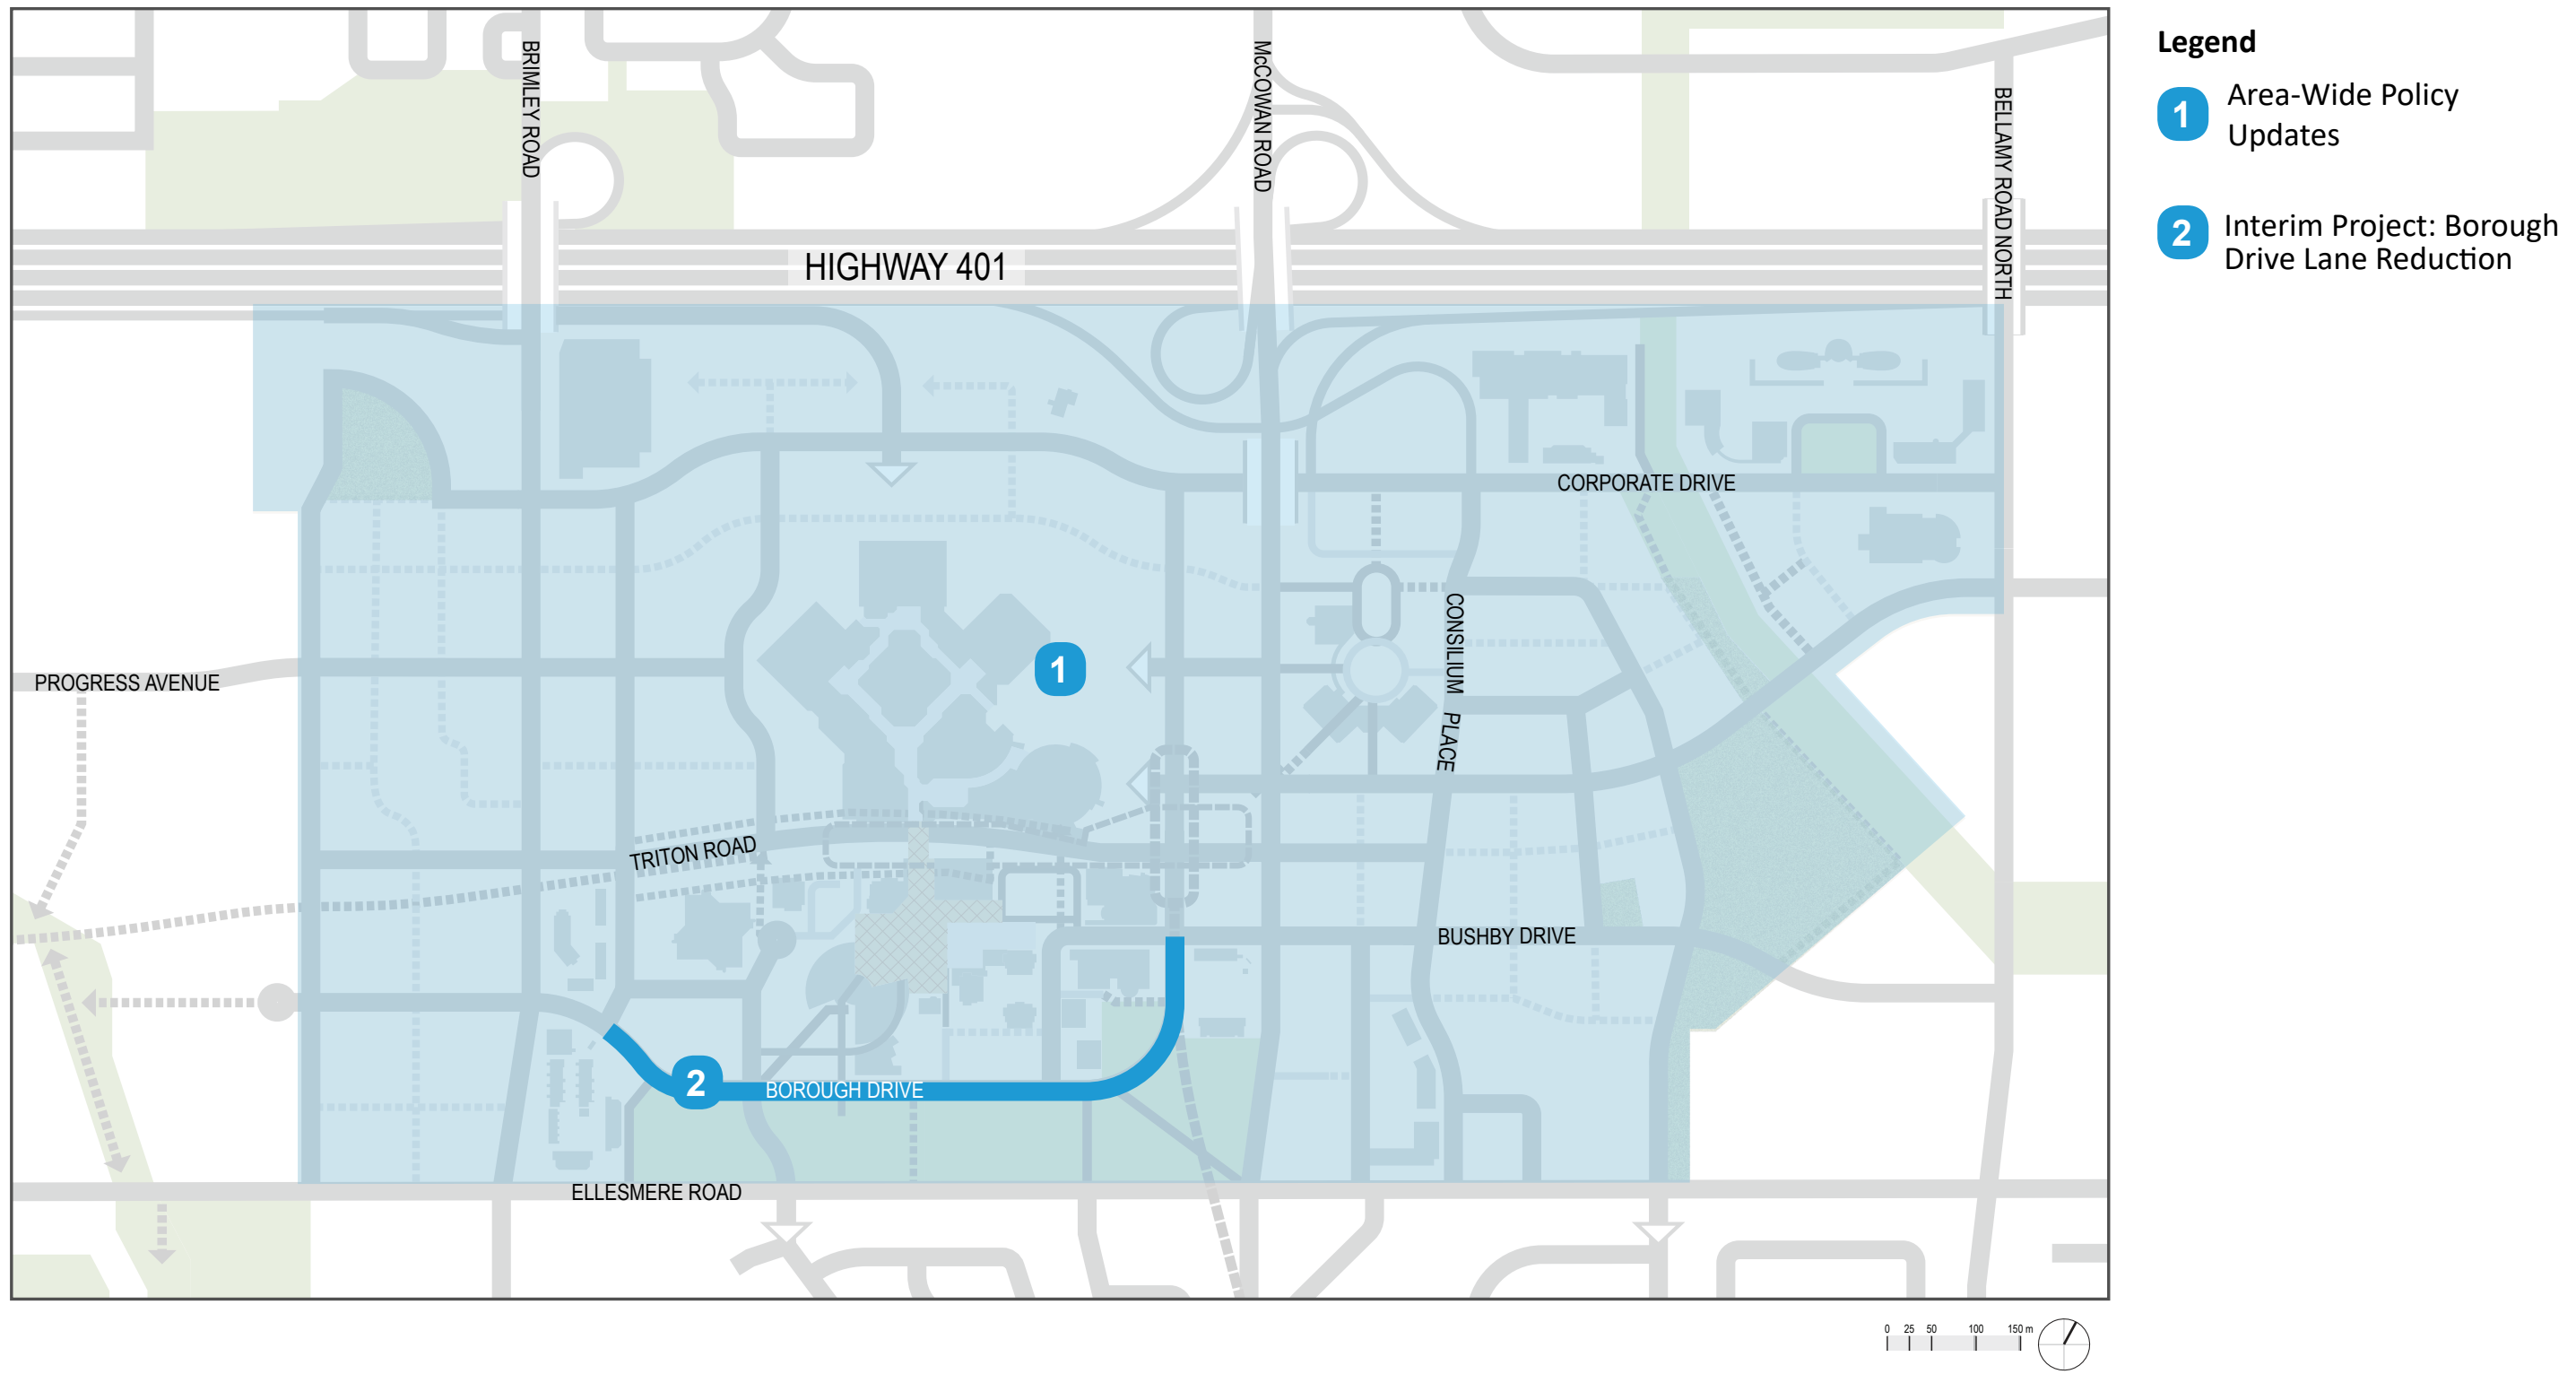 BRIMLEY ROAD
McCOWAN ROAD
BELLAMY ROAD NORTH
HIGHWAY 401
CORPORATE DRIVE
CONSILIUM PLACE
1
PROGRESS AVENUE
TRITON ROAD
BUSHBY DRIVE
2
BOROUGH DRIVE
ELLESMERE ROAD
Legend
1
Area-Wide Policy
Updates
2
Interim Project: Borough
Drive Lane Reduction
0 25 50 100 150 m